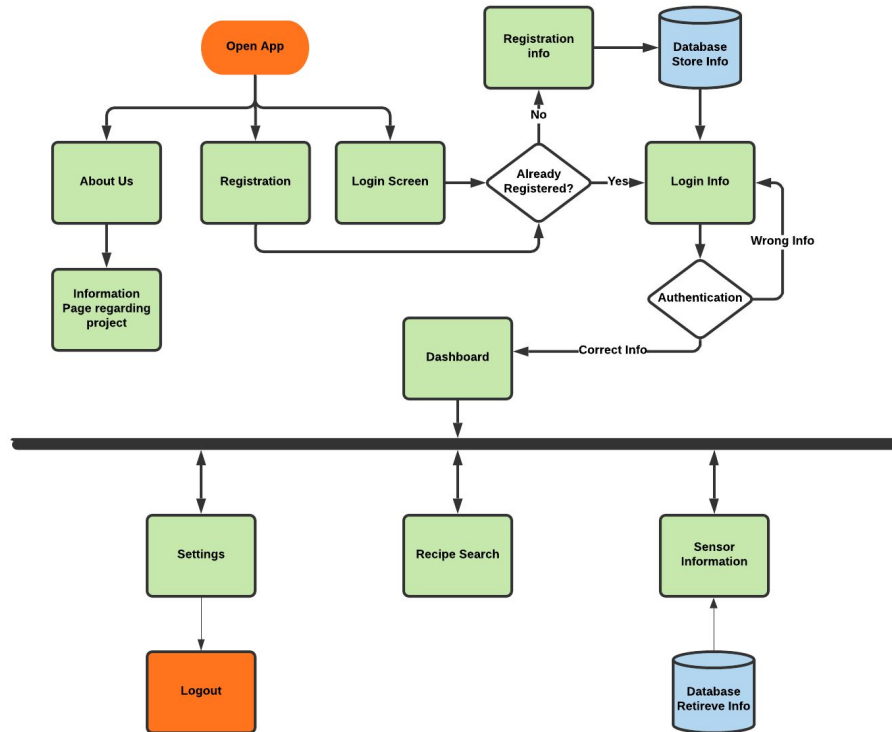 Open App
Registration
info
Database
Store Info
No
About Us
Registration
Login Screen
Already
Registered?
Yes
Login Info
Wrong Info
Information
Page regarding
project
Authentication
Dashboard
Correct Info
Settings
Recipe Search
Sensor
Information
Logout
Database
Retireve Info